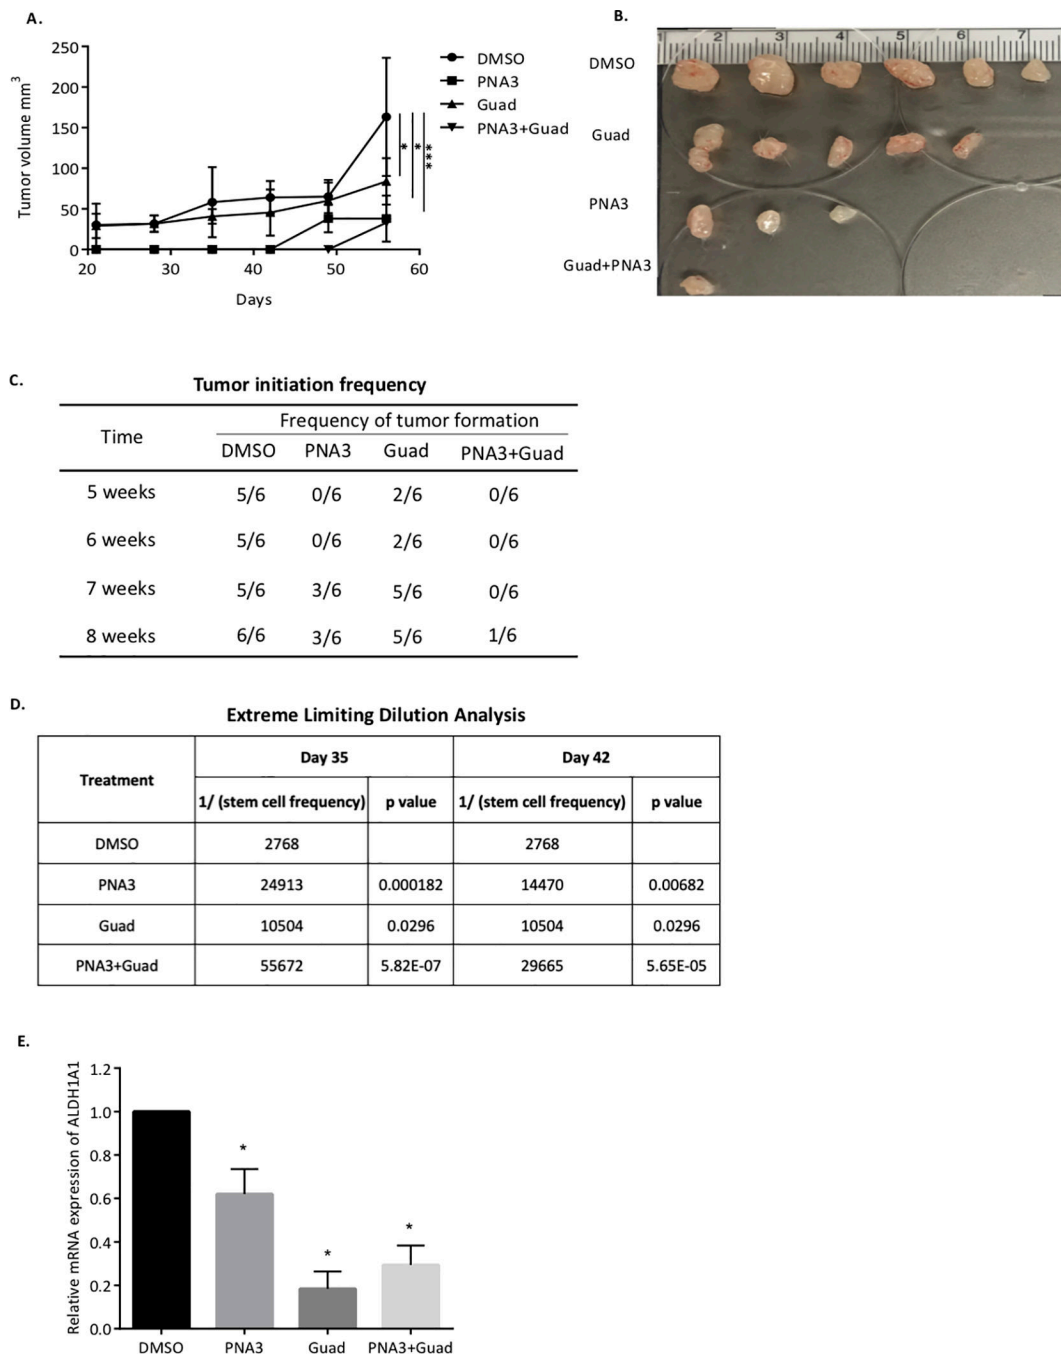 A.
250
200
150
100
50
0
20 30 40 50 60
Tumor volume mm3
Days
DMSO
PNA3
Guad
PNA3+Guad
*
*
***
B.
1 2 3 4 5 6 7
DMSO
Guad
PNA3
Guad+PNA3
C.
Tumor initiation frequency
Time
Frequency of tumor formation
DMSO PNA3 Guad PNA3+Guad
5 weeks 5/6 0/6 2/6 0/6
6 weeks 5/6 0/6 2/6 0/6
7 weeks 5/6 3/6 5/6 0/6
8 weeks 6/6 3/6 5/6 1/6
D.
Extreme Limiting Dilution Analysis
Treatment Day 35 Day 42
1/ (stem cell frequency) p value 1/ (stem cell frequency) p value
DMSO 2768 2768
PNA3 24913 0.000182 14470 0.00682
Guad 10504 0.0296 10504 0.0296
PNA3+Guad 55672 5.82E-07 29665 5.65E-05
E.
Relative mRNA expression of ALDH1A1
1.2
1.0
0.8
0.6
0.4
0.2
0.0
*
*
*
DMSO PNA3 Guad PNA3+Guad